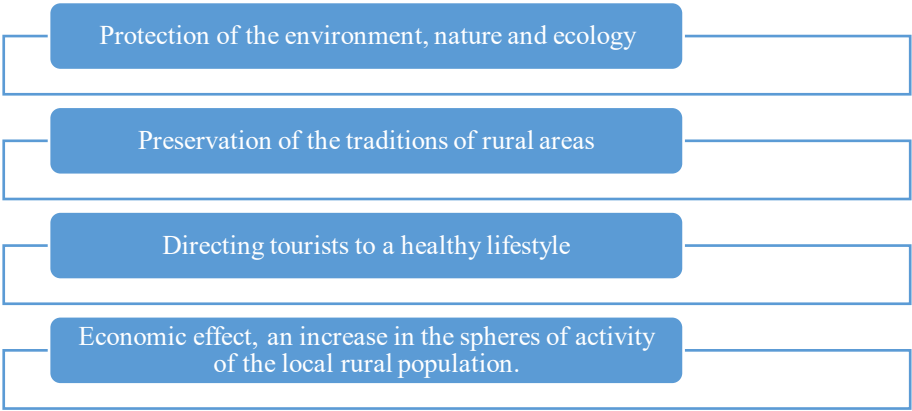 Protection of the environment, nature and ecology
Preservation of the traditions of rural areas
Directing tourists to a healthy lifestyle
Economic effect, an increase in the spheres of activity
of the local rural population.